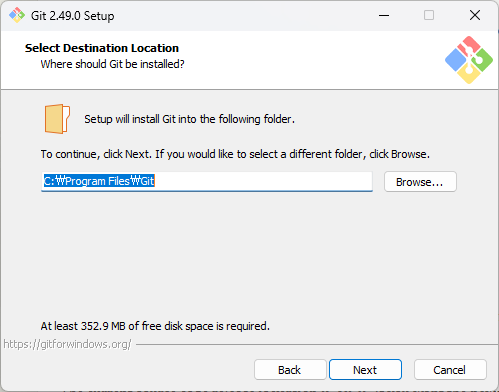 Git 2.49.0 Setup
Select Destination Location
Where should Git be installed?
Setup will install Git into the following folder.
To continue, click Next. If you would like to select a different folder, click Browse.
C:₩Program Files₩Git
Browse...
At least 352.9 MB of free disk space is required.
https://gitforwindows.org/
Back
Next
Cancel